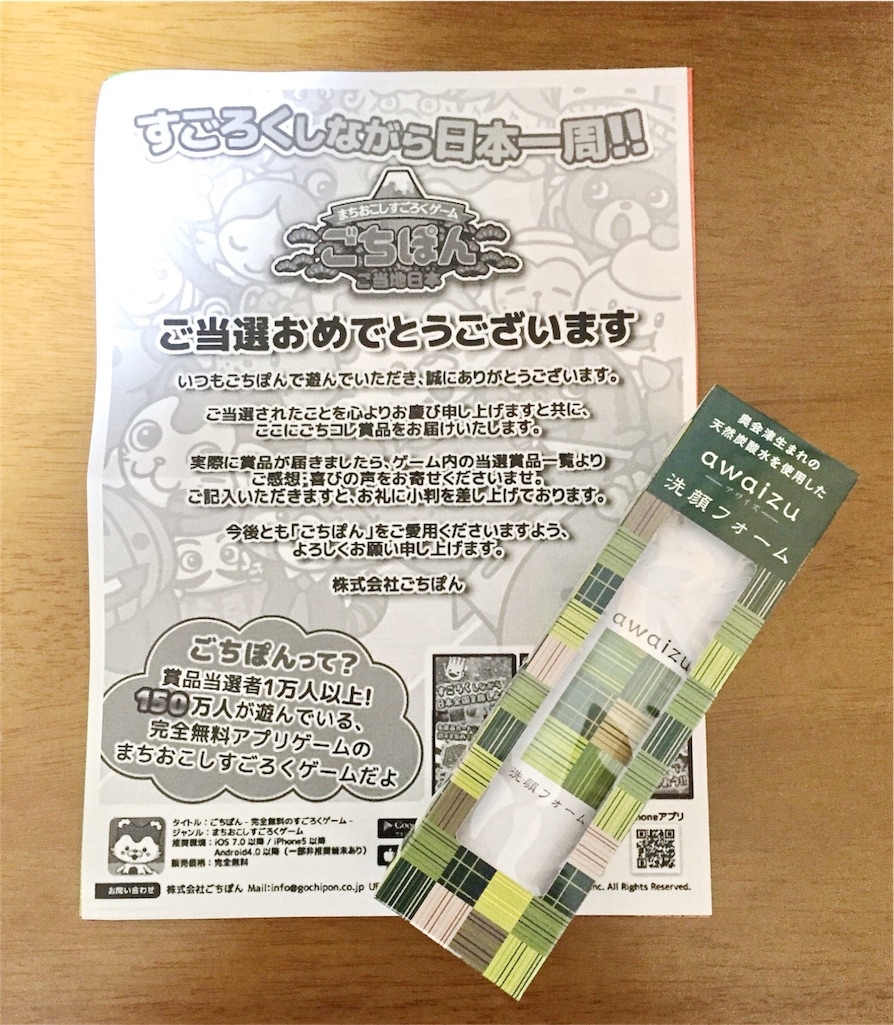 すごろくしながら日本一周!!
まちおこしすごろくゲーム
ごちぽん
ご当地日本
ご当選おめでとうございます
いつもごちぽんで遊んでいただき、誠にありがとうございます。
ご当選されたことを心よりお慶び申し上げますと共に、
ここにごちコレ賞品をお届けいたします。
実際に賞品が届きましたら、ゲーム内の当選賞品一覧より
ご感想・喜びの声をお寄せくださいませ。
ご記入いただきますと、お礼に小判を差し上げております。
今後とも「ごちぽん」をご愛用くださいますよう、
よろしくお願い申し上げます。
株式会社ごちぽん
ごちぽんって?
賞品当選者1万人以上!
150万人が遊んでいる、
完全無料アプリゲームの
まちおこしすごろくゲームだよ
すごろくしながら
タイトル：ごちぽん - 完全無料のすごろくゲーム -
ジャンル：まちおこしすごろくゲーム
推奨環境：iOS 7.0以降 / iPhone5以降
Android4.0以降（一部非推奨端末あり）
販売価格：完全無料
お問い合わせ 株式会社ごちぽん Mail:info@gochipon.co.jp
honeアプリ
Inc. All Rights Reserved.
奥会津生まれの
天然炭酸水を使用した
awaizu
アワイズ
洗顔フォーム
awaizu
洗顔フォーム